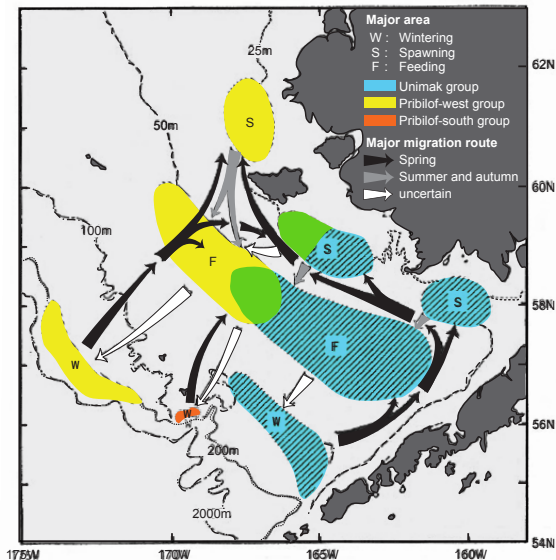 Major area
W : Wintering
S : Spawning
F : Feeding
Unimak group
Pribilof-west group
Pribilof-south group
Major migration route
Spring
Summer and autumn
uncertain
25m
62N
S
50m
60N
100m
S
F
58N
S
F
W
W
W
56N
200m
2000m
54N
175W
170W
165W
160W